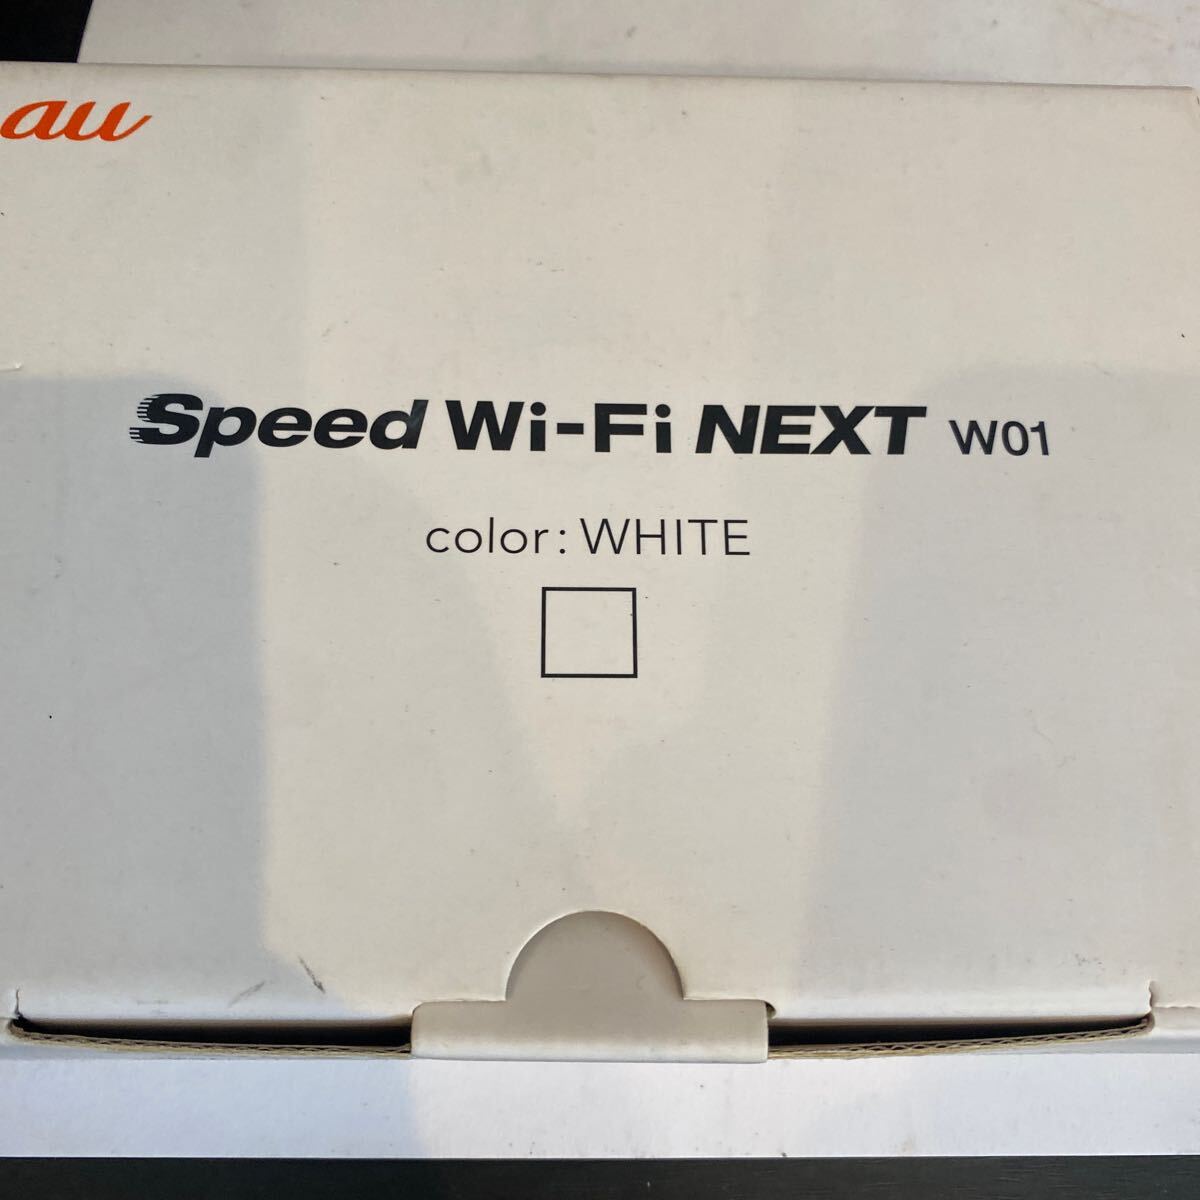 au
Speed Wi-Fi NEXT W01
color: WHITE